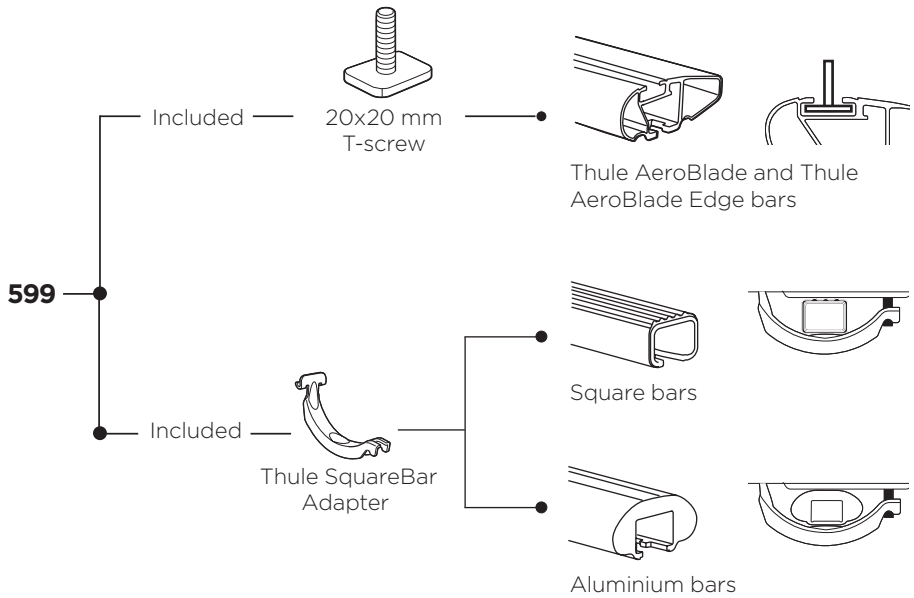 Included
20x20 mm
T-screw
Thule AeroBlade and Thule
AeroBlade Edge bars
599
Square bars
Included
Thule SquareBar
Adapter
Aluminium bars